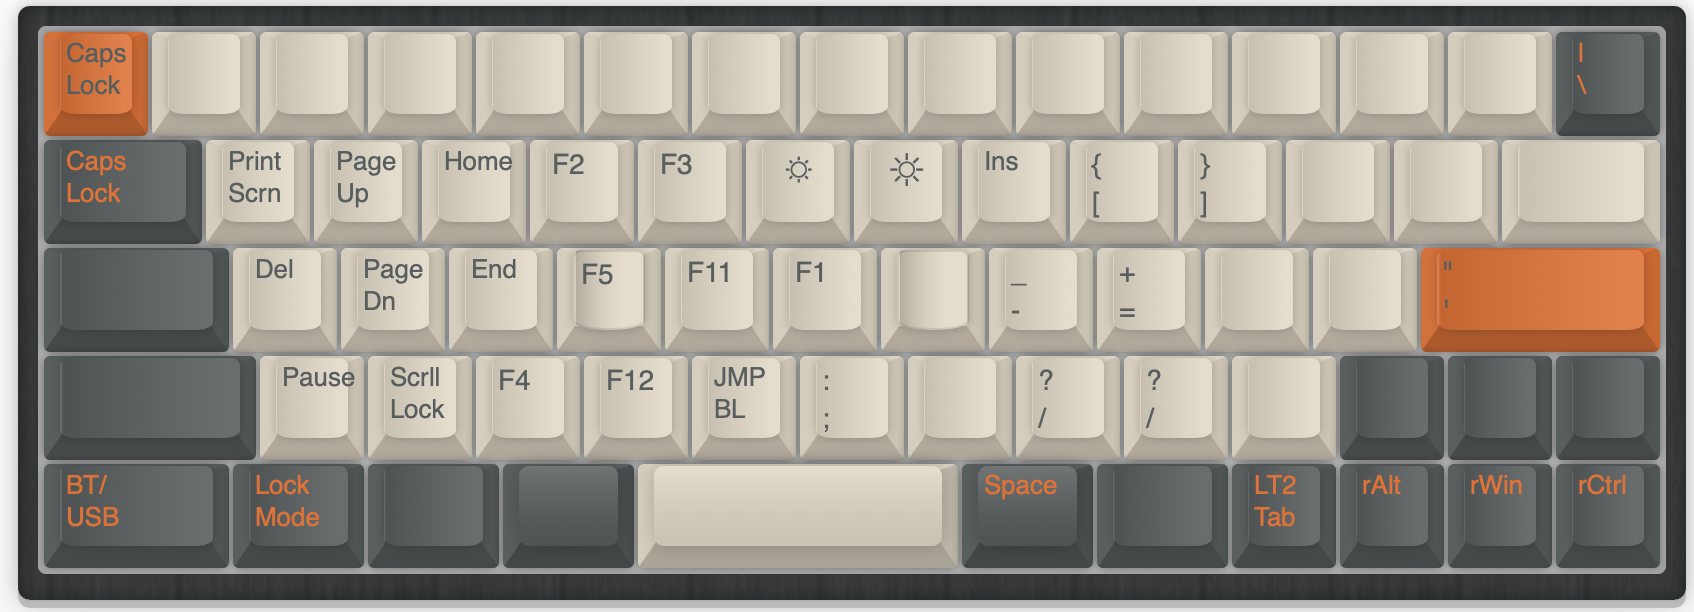 Caps
Lock
|
\
Caps
Lock
Print
Scrn
Page
Up
Home
F2
F3
Ins
{
[
}
]
Del
Page
Dn
End
F5
F11
F1
_
-
+
=
"
'
Pause
Scrll
Lock
F4
F12
JMP
BL
:
;
?
/
?
/
BT/
USB
Lock
Mode
Space
LT2
Tab
rAlt
rWin
rCtrl